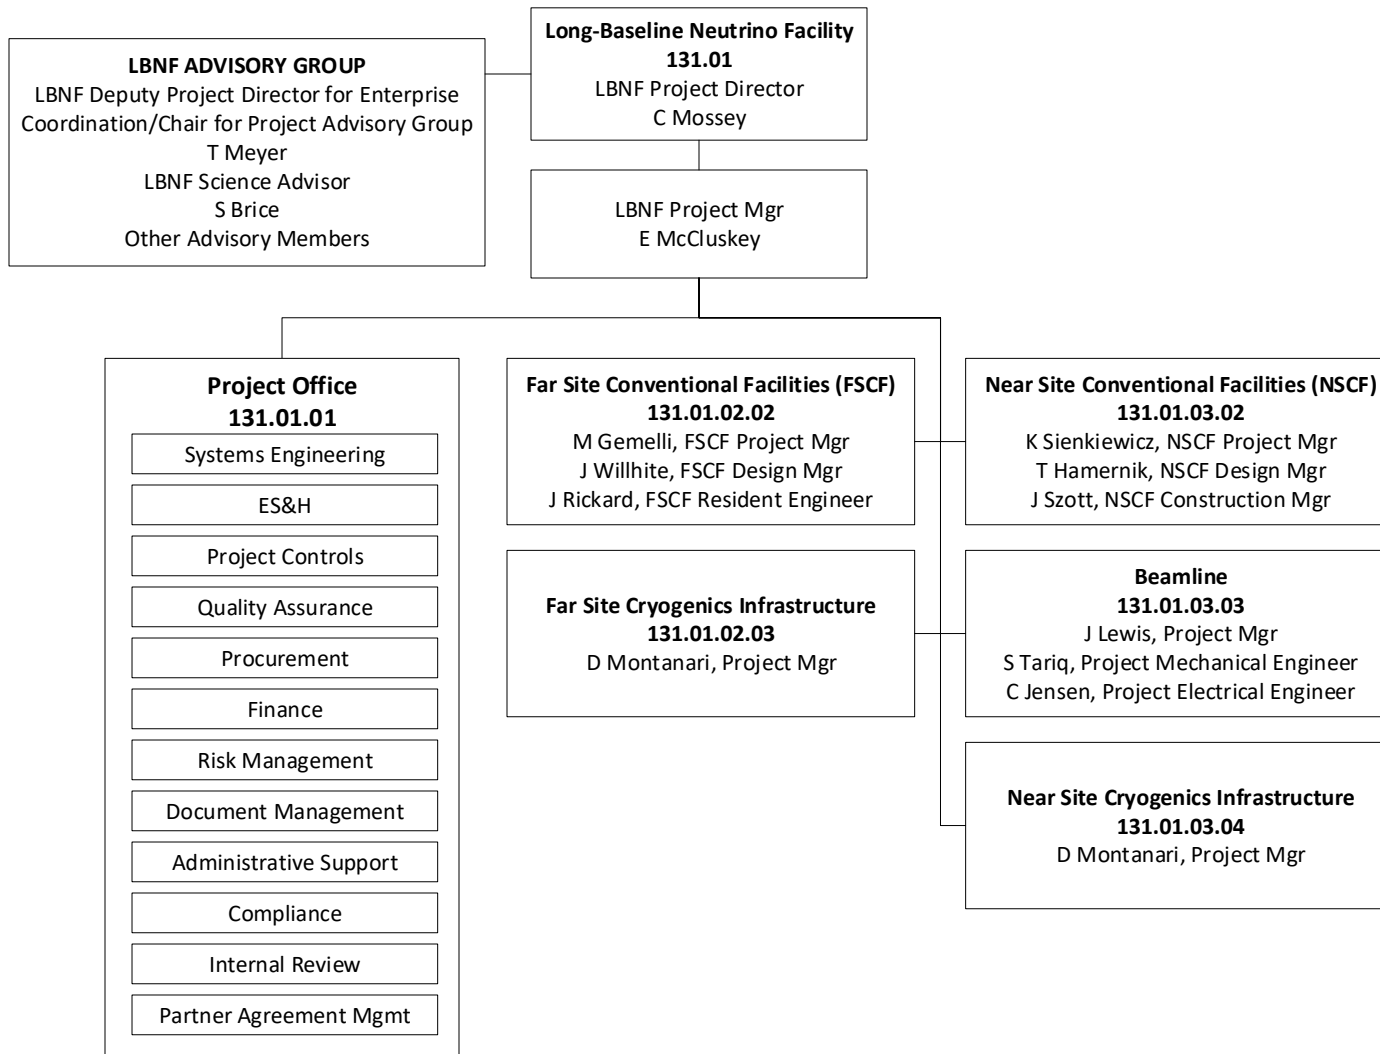 Long-Baseline Neutrino Facility
131.01
LBNF Project Director
C Mossey
LBNF ADVISORY GROUP
LBNF Deputy Project Director for Enterprise
Coordination/Chair for Project Advisory Group
T Meyer
LBNF Science Advisor
S Brice
Other Advisory Members
LBNF Project Mgr
E McCluskey
Project Office
131.01.01
Systems Engineering
ES&H
Project Controls
Quality Assurance
Procurement
Finance
Risk Management
Document Management
Administrative Support
Compliance
Internal Review
Partner Agreement Mgmt
Far Site Conventional Facilities (FSCF)
131.01.02.02
M Gemelli, FSCF Project Mgr
J Willhite, FSCF Design Mgr
J Rickard, FSCF Resident Engineer
Far Site Cryogenics Infrastructure
131.01.02.03
D Montanari, Project Mgr
Near Site Conventional Facilities (NSCF)
131.01.03.02
K Sienkiewicz, NSCF Project Mgr
T Hamernik, NSCF Design Mgr
J Szott, NSCF Construction Mgr
Beamline
131.01.03.03
J Lewis, Project Mgr
S Tariq, Project Mechanical Engineer
C Jensen, Project Electrical Engineer
Near Site Cryogenics Infrastructure
131.01.03.04
D Montanari, Project Mgr